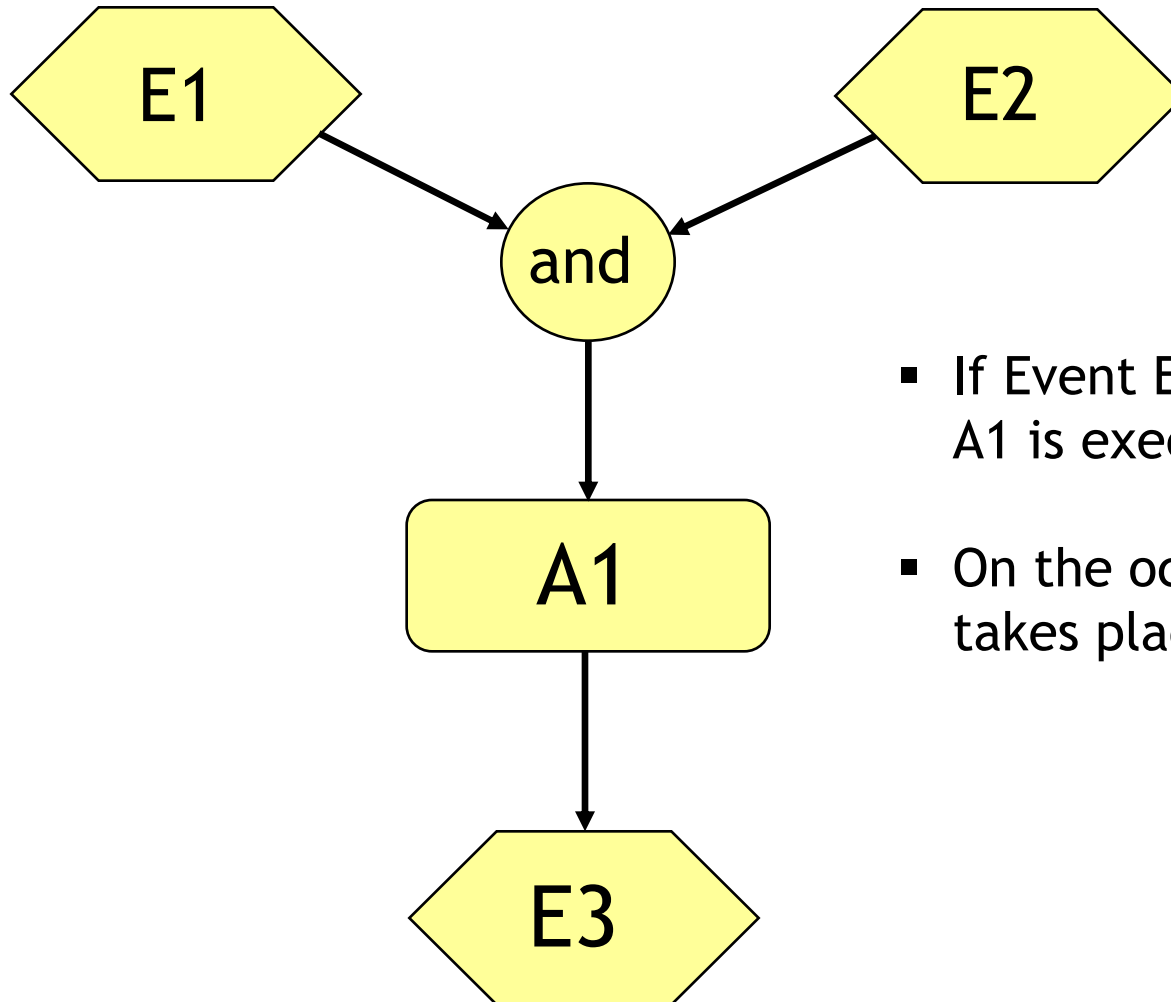 E1
E2
and
If Event
A1 is
A1
On the
takes
E3